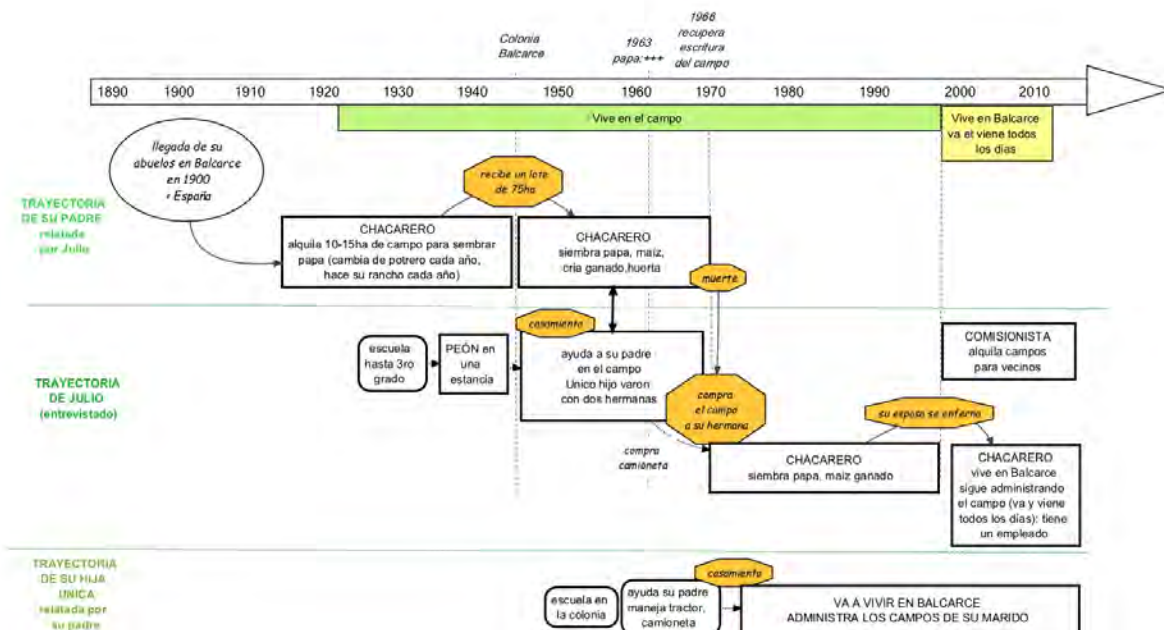 Colonia
Balcarce
1963
papa:+++
1966
recupera
escritura
del campo
1890 1900 1910 1920 1930 1940 1950 1960 1970 1980 1990 2000 2010
Vive en el campo
Vive en Balcarce
va et viene todos
los días
llegada de su
abuelos en Balcarce
en 1900
España
TRAYECTORIA
DE SU PADRE
relatada
por Julio
recibe un lote
de 75ha
CHACARERO
alquila 10-15ha de campo para sembrar
papa (cambia de potrero cada año,
hace su rancho cada año)
CHACARERO
siembra papa, maíz,
cria ganado,huerta
muerte
TRAYECTORIA
DE JULIO
(entrevistado)
escuela
hasta 3ro
grado
PEÓN en
una
estancia
casamiento
ayuda a su padre
en el campo
Unico hijo varon
con dos hermanas
compra
el campo
a su hermana
compra
camioneta
COMISIONISTA
alquila campos
para vecinos
su esposa se enferma
CHACARERO
siembra papa, maiz ganado
CHACARERO
vive en Balcarce
sigue administrando
el campo (va y viene
todos los días): tiene
un empleado
TRAYECTORIA
DE SU HIJA
UNICA
relatada por
su padre
escuela en
la colonia
ayuda su padre
maneja tractor,
camioneta
casamiento
VA A VIVIR EN BALCARCE
ADMINISTRA LOS CAMPOS DE SU MARIDO